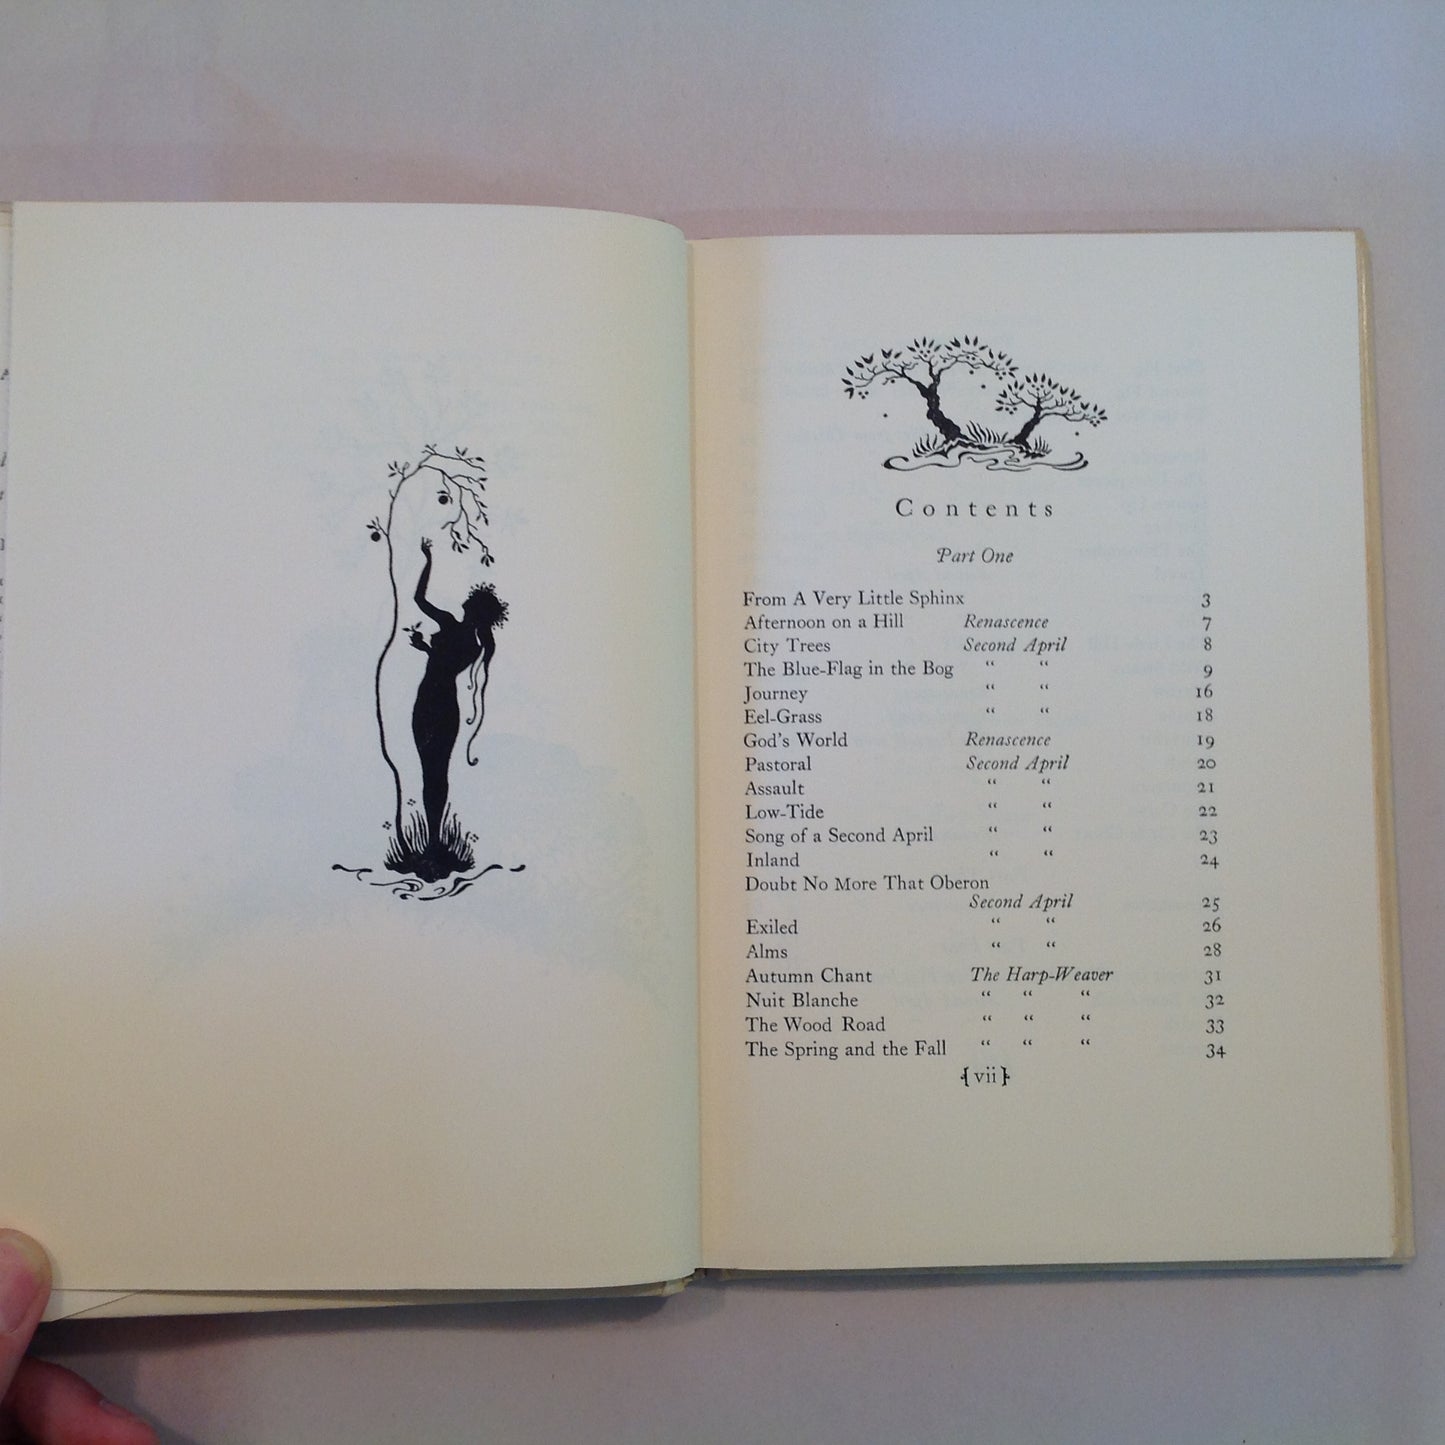 Contents
Part One
From A Very Little Sphinx 3
Afternoon on a Hill Renascence 7
City Trees Second April 8
The Blue-Flag in the Bog “ “ 9
Journey “ “ 16
Eel-Grass “ “ 18
God's World Renascence 19
Pastoral Second April 20
Assault “ “ 21
Low-Tide “ “ 22
Song of a Second April “ “ 23
Inland “ “ 24
Doubt No More That Oberon
Second April 25
Exiled “ “ 26
Alms “ “ 28
Autumn Chant The Harp-Weaver 31
Nuit Blanche “ “ “ 32
The Wood Road “ “ “ 33
The Spring and the Fall “ “ “ 34
{vii}